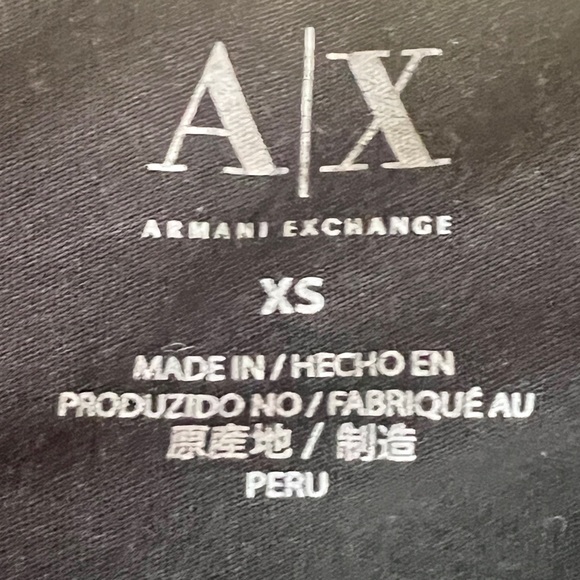 A|X
ARMANI EXCHANGE
XS
MADE IN / HECHO EN
PRODUZIDO NO / FABRIQUÉ AU
原産地 / 制造
PERU